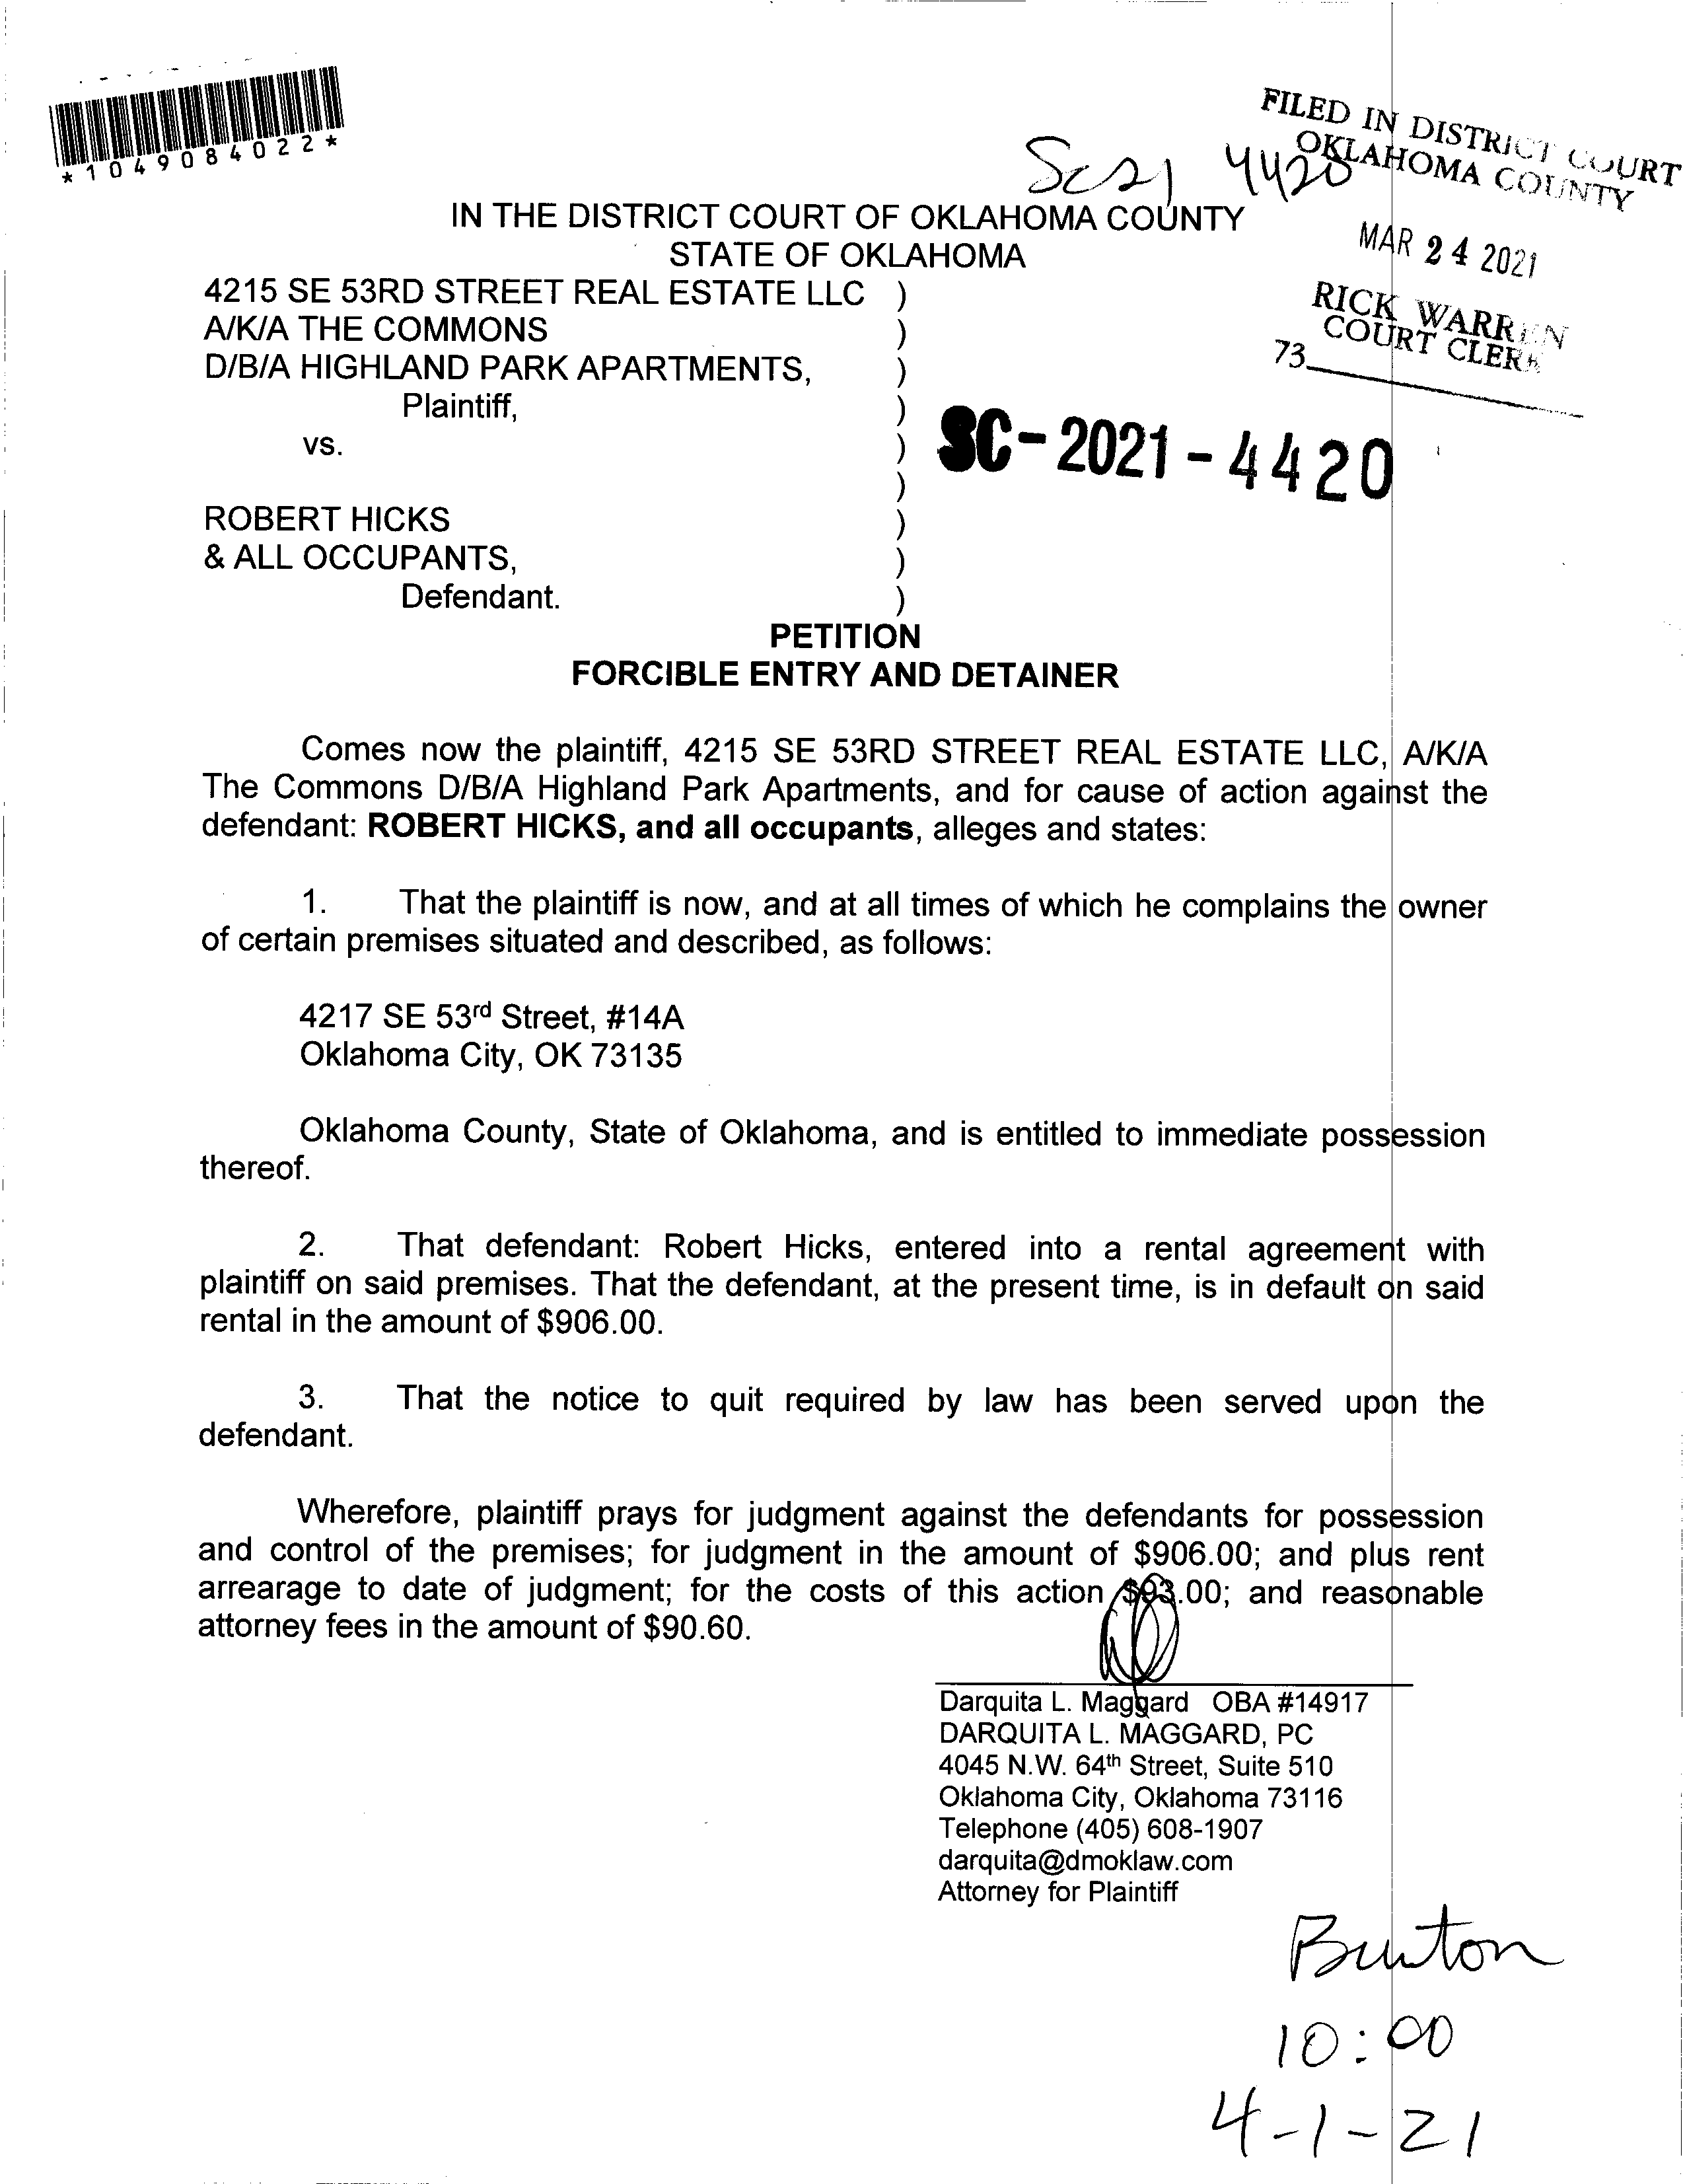 *1049084022*
FILED IN DISTRICT COURT
OKLAHOMA COUNTY
Sc21 4420
MAR 24 2021
RICK WARREN
COURT CLERK
73
IN THE DISTRICT COURT OF OKLAHOMA COUNTY
STATE OF OKLAHOMA
4215 SE 53RD STREET REAL ESTATE LLC )
A/K/A THE COMMONS )
D/B/A HIGHLAND PARK APARTMENTS, )
Plaintiff, )
vs. )
)
ROBERT HICKS )
& ALL OCCUPANTS, )
Defendant. )
SC-2021-4420
PETITION
FORCIBLE ENTRY AND DETAINER
Comes now the plaintiff, 4215 SE 53RD STREET REAL ESTATE LLC, A/K/A
The Commons D/B/A Highland Park Apartments, and for cause of action against the
defendant: ROBERT HICKS, and all occupants, alleges and states:
1. That the plaintiff is now, and at all times of which he complains the owner
of certain premises situated and described, as follows:
4217 SE 53rd Street, #14A
Oklahoma City, OK 73135
Oklahoma County, State of Oklahoma, and is entitled to immediate possession
thereof.
2. That defendant: Robert Hicks, entered into a rental agreement with
plaintiff on said premises. That the defendant, at the present time, is in default on said
rental in the amount of $906.00.
3. That the notice to quit required by law has been served upon the
defendant.
Wherefore, plaintiff prays for judgment against the defendants for possession
and control of the premises; for judgment in the amount of $906.00; and plus rent
arrearage to date of judgment; for the costs of this action $93.00; and reasonable
attorney fees in the amount of $90.60.
Darquita L. Maggard OBA #14917
DARQUITA L. MAGGARD, PC
4045 N.W. 64th Street, Suite 510
Oklahoma City, Oklahoma 73116
Telephone (405) 608-1907
darquita@dmoklaw.com
Attorney for Plaintiff
10:00
4-1-21